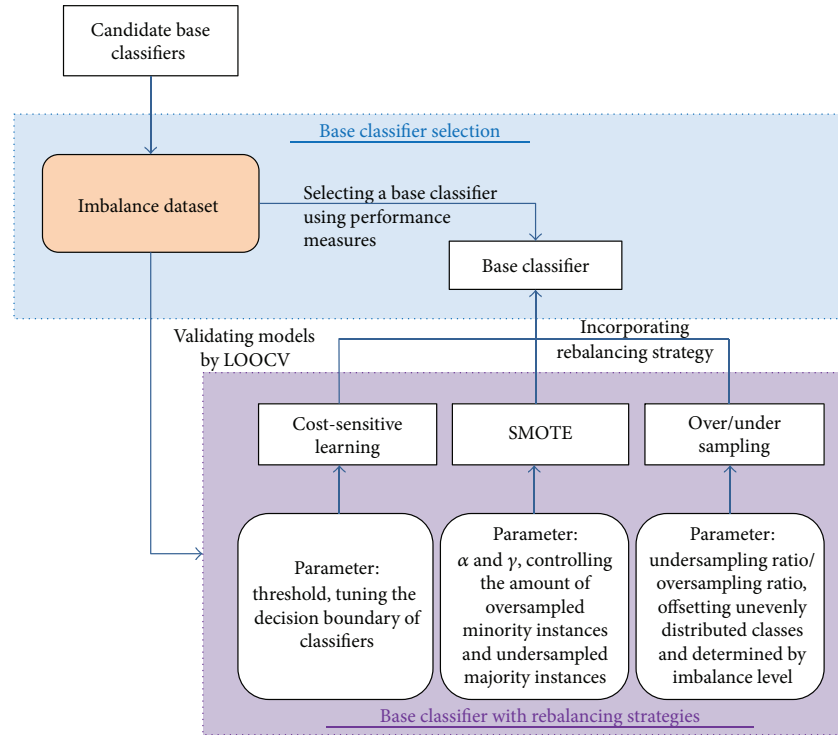 Candidate base
classifiers
Base classifier selection
Imbalance dataset
Selecting a base classifier
using performance
measures
Base classifier
Validating models
by LOOCV
Incorporating
rebalancing strategy
Cost-sensitive
learning
SMOTE
Over/under
sampling
Parameter:
threshold, tuning the
decision boundary of
classifiers
Parameter:
α and γ, controlling
the amount of
oversampled
minority instances
and undersampled
majority instances
Parameter:
undersampling ratio/
oversampling ratio,
offsetting unevenly
distributed classes
and determined by
imbalance level
Base classifier with rebalancing strategies